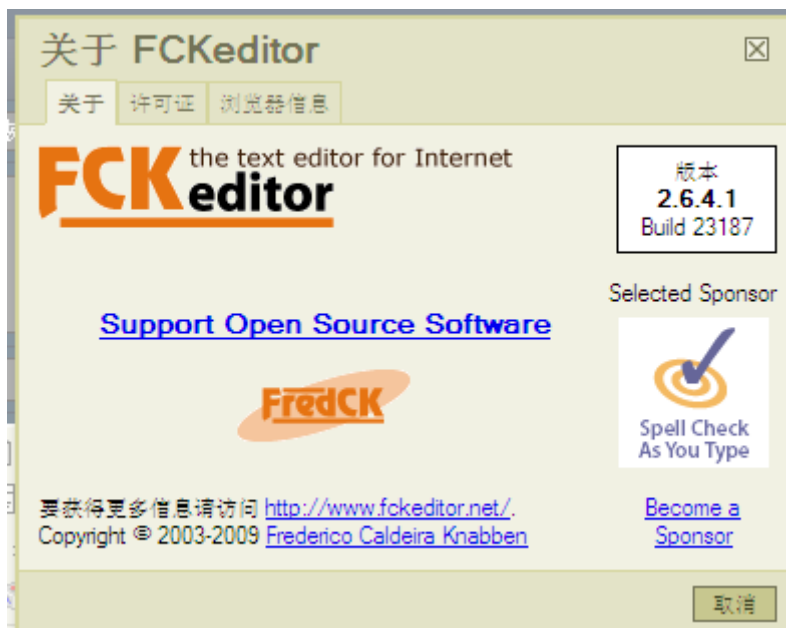 关于 FCKeditor
关于 许可证 浏览器信息
FCKeditor the text editor for Internet
版本
2.6.4.1
Build 23187
Selected Sponsor
Support Open Source Software
FredCK
Spell Check
As You Type
要获得更多信息请访问 http://www.fckeditor.net/.
Copyright © 2003-2009 Frederico Caldeira Knabben
Become a
Sponsor
取消